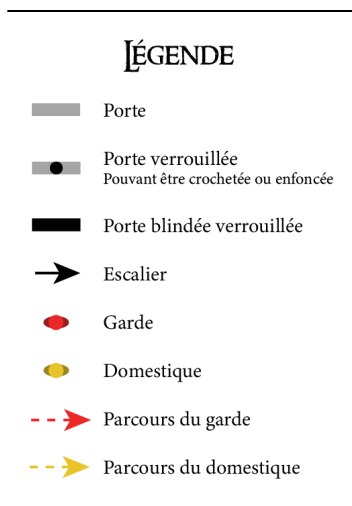 LÉGENDE
Porte
Porte verrouillée
Pouvant être crochetée ou enfoncée
Porte blindée verrouillée
Escalier
Garde
Domestique
Parcours du garde
Parcours du domestique